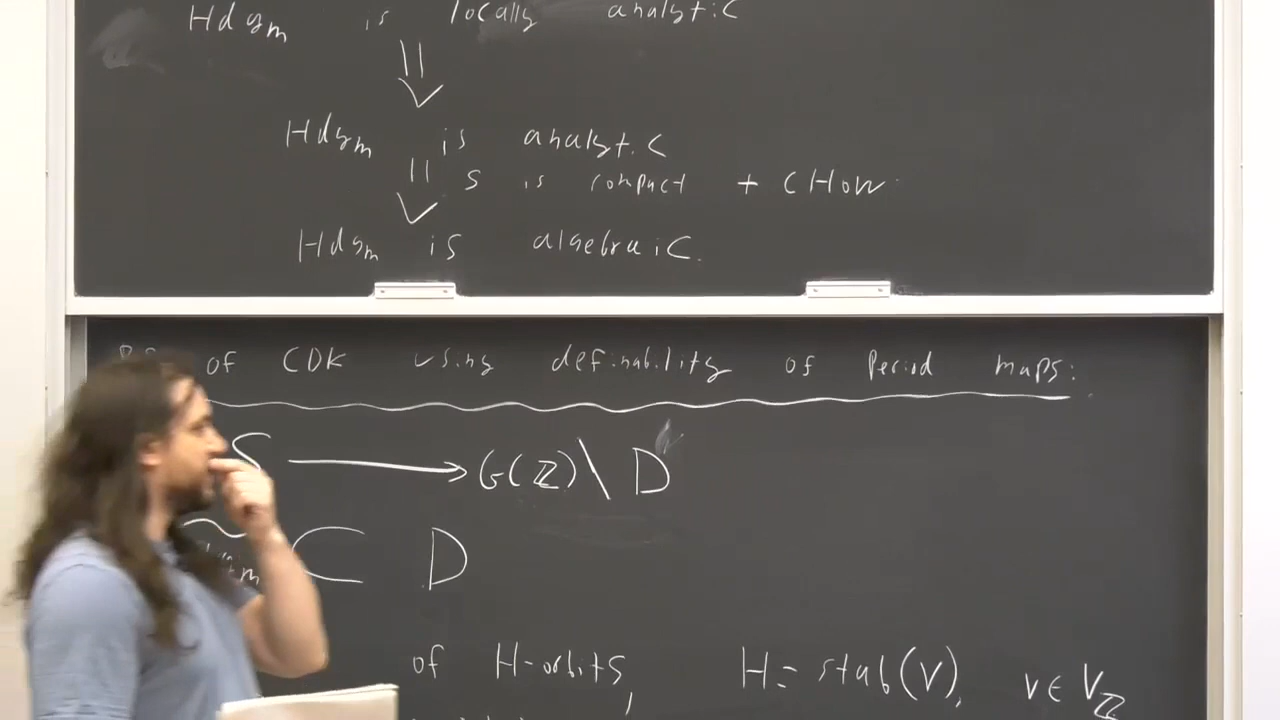 Hdgm is locally analytic
⇓
Hdgm is analytic
⇓ S is compact + CHOW
Hdgm is algebraic.
of CDK using definability of Period maps:
S ⟶ G(ℤ)\D
⊂ D
of H-orbits, H = stab(v), v ∈ V_ℤ